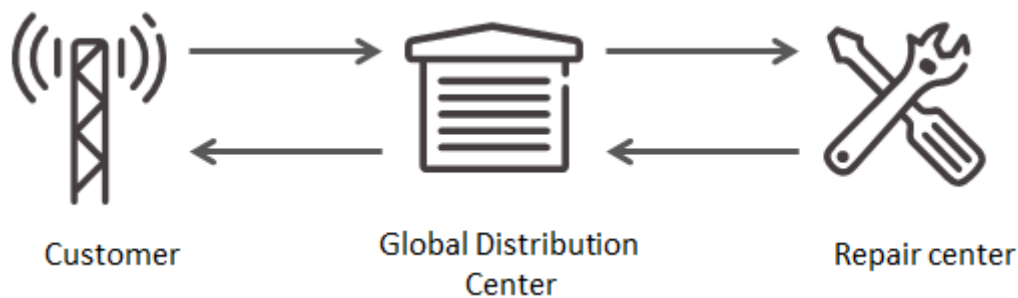 Customer
Global Distribution
Center
Repair center